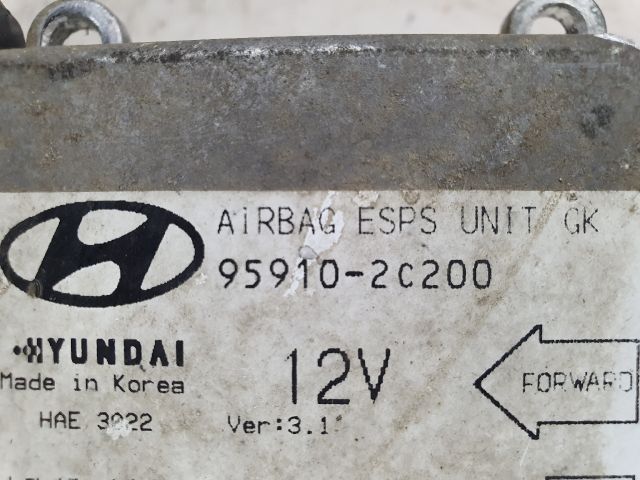 AIRBAG ESPS UNIT GK
95910-2C200
HYUNDAI
12V
FORWARD
Made in Korea
HAE 3022
Ver:3.1